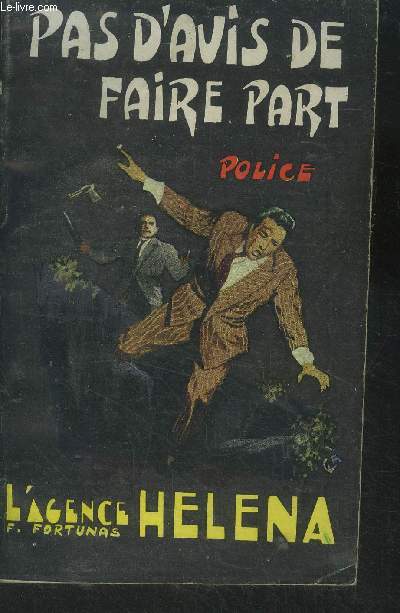 Le-livre.com
PAS D'AVIS DE
FAIRE PART
POLICE
L'AGENCE HELENA
F. FORTUNAS